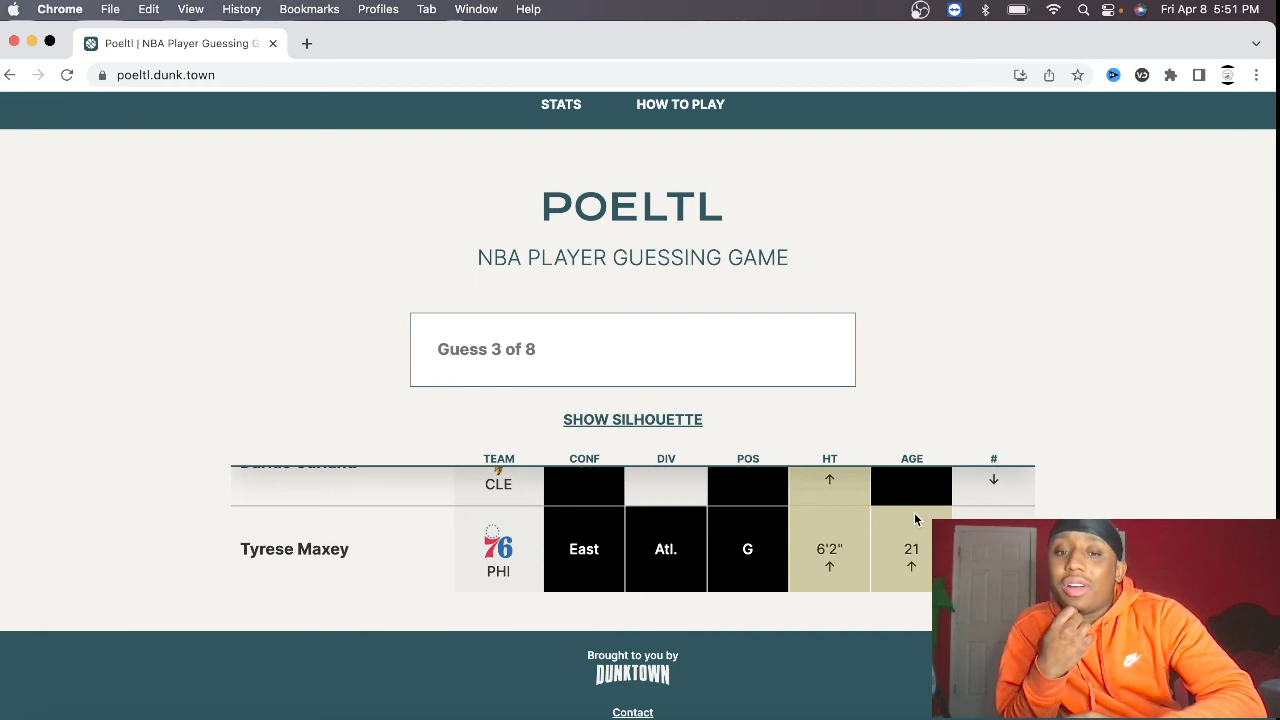 Chrome File Edit View History Bookmarks Profiles Tab Window Help Fri Apr 8 5:51 PM
Poeltl | NBA Player Guessing G
poeltl.dunk.town
STATS HOW TO PLAY
POELTL
NBA PLAYER GUESSING GAME
Guess 3 of 8
SHOW SILHOUETTE
TEAM CONF DIV POS HT AGE #
CLE ↑ ↓
Tyrese Maxey 76 East Atl. G 6'2" 21
PHI ↑ ↑
Brought to you by
DUNKTOWN
Contact